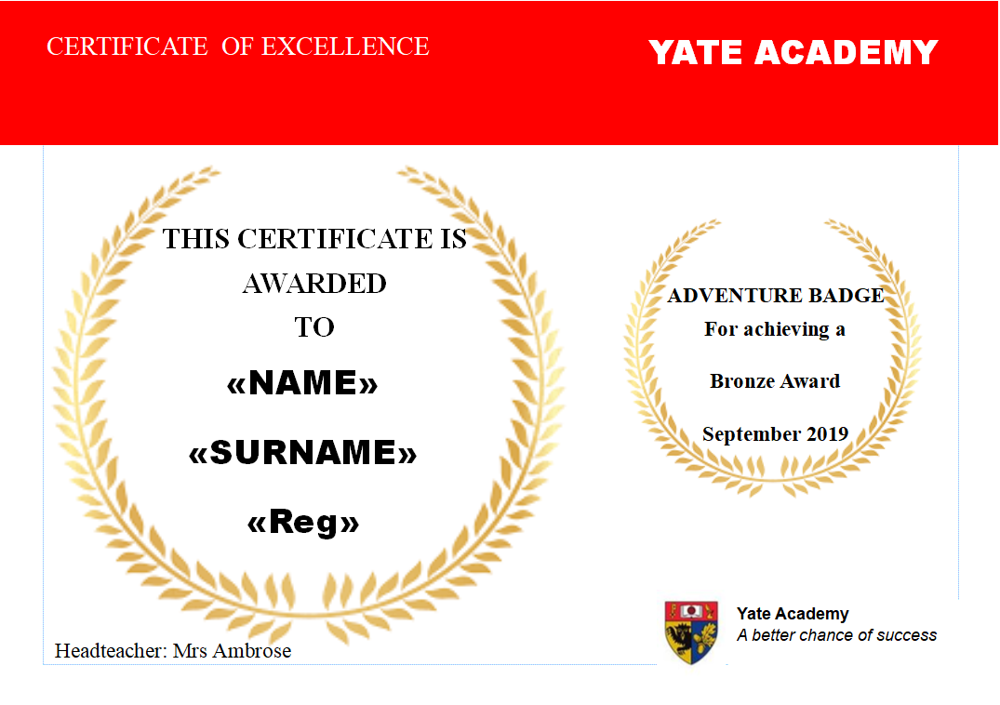 CERTIFICATE OF EXCELLENCE
YATE ACADEMY
THIS CERTIFICATE IS
AWARDED
TO
«NAME»
«SURNAME»
«Reg»
ADVENTURE BADGE
For achieving a
Bronze Award
September 2019
Headteacher: Mrs Ambrose
Yate Academy
A better chance of success